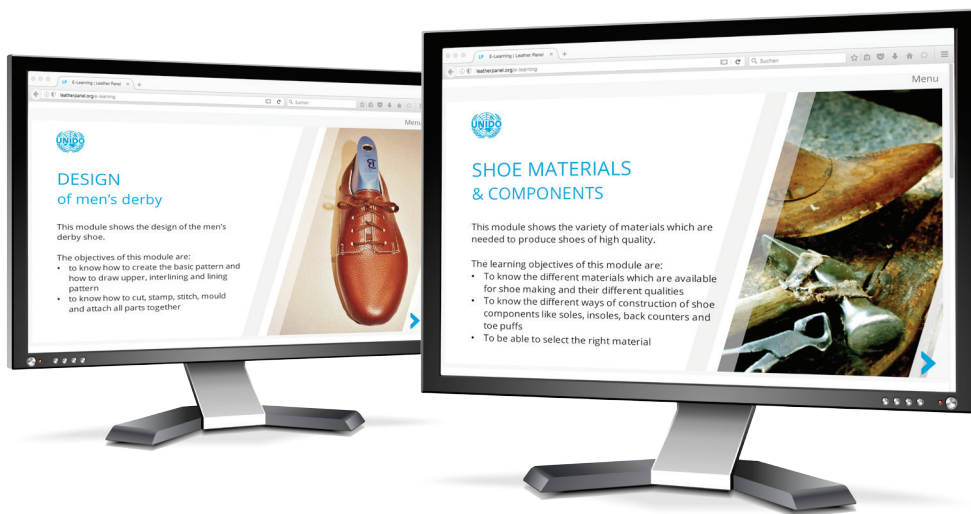 LP E-Learning | Leather Panel × +
leatherpanel.org/e-learning
Suchen
Menu
UNIDO
DESIGN
of men's derby
This module shows the design of the men's
derby shoe.
The objectives of this module are:
• to know how to create the basic pattern and
how to draw upper, interlining and lining
pattern
• to know how to cut, stamp, stitch, mould
and attach all parts together
LP E-Learning | Leather Panel × +
leatherpanel.org/e-learning
Suchen
Menu
UNIDO
SHOE MATERIALS
& COMPONENTS
This module shows the variety of materials which are
needed to produce shoes of high quality.
The learning objectives of this module are:
• To know the different materials which are available
for shoe making and their different qualities
• To know the different ways of construction of shoe
components like soles, insoles, back counters and
toe puffs
• To be able to select the right material